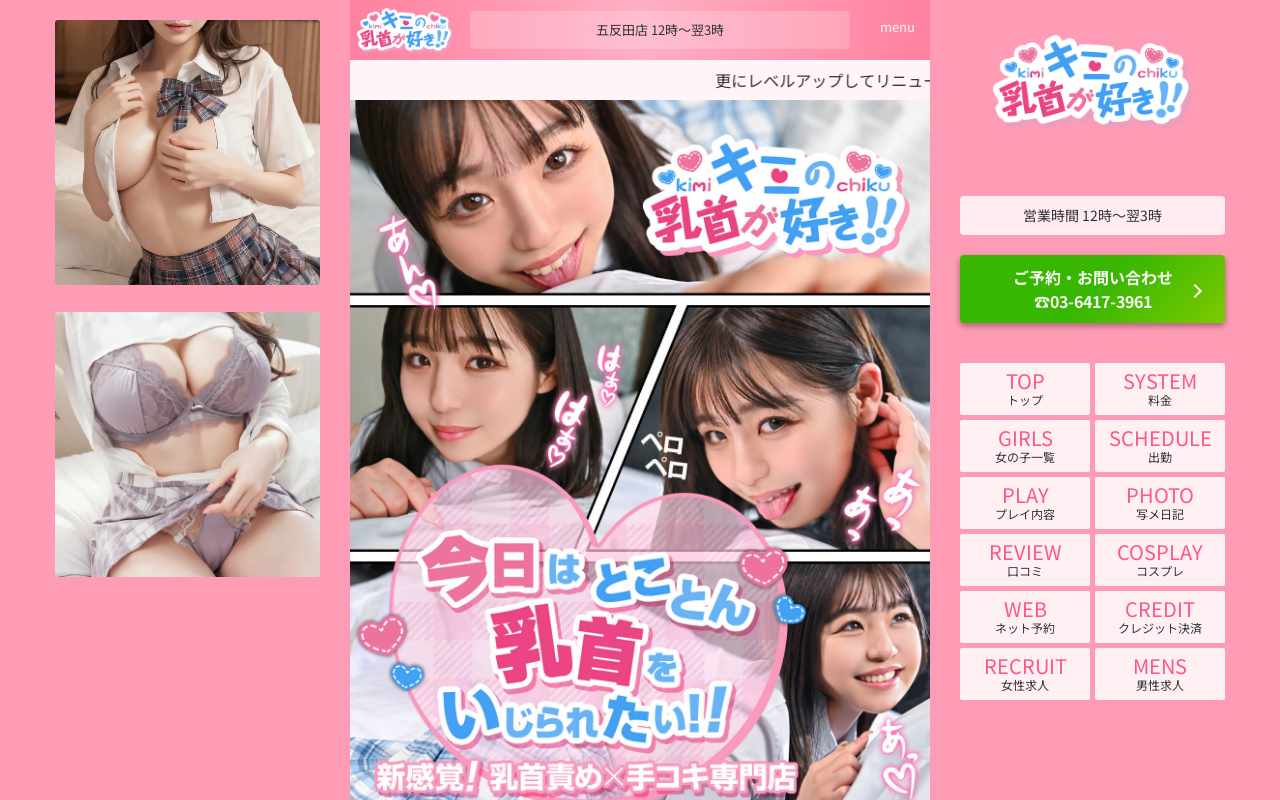 kimi キミの chiku
乳首が好き!!
五反田店 12時〜翌3時
menu
更にレベルアップしてリニュー
kimi キミの chiku
乳首が好き!!
あん♡
はぁ
はぁ
ペロ
ペロ
今日はとことん
乳首を
いじられたい!!
新感覚!乳首責め×手コキ専門店
あっ♡
kimi キミの chiku
乳首が好き!!
営業時間 12時〜翌3時
ご予約・お問い合わせ
☎03-6417-3961
TOP
トップ
SYSTEM
料金
GIRLS
女の子一覧
SCHEDULE
出勤
PLAY
プレイ内容
PHOTO
写メ日記
REVIEW
口コミ
COSPLAY
コスプレ
WEB
ネット予約
CREDIT
クレジット決済
RECRUIT
女性求人
MENS
男性求人